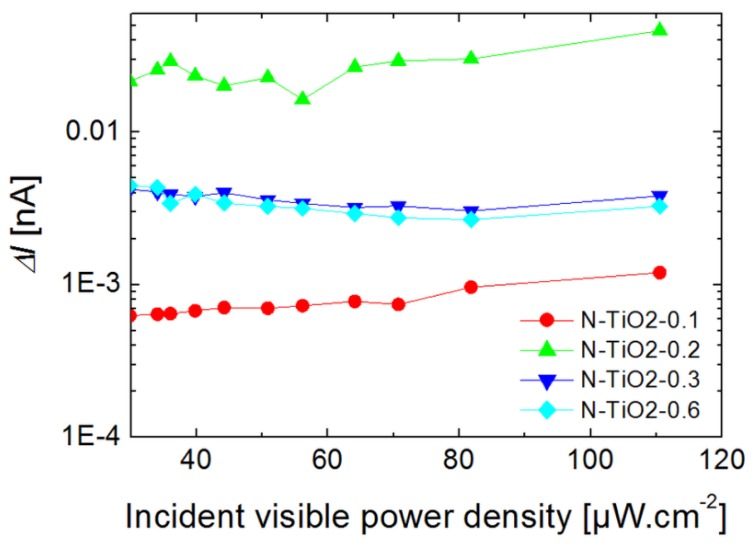 0.01
1E-3
1E-4
ΔI [nA]
N-TiO2-0.1
N-TiO2-0.2
N-TiO2-0.3
N-TiO2-0.6
40 60 80 100 120
Incident visible power density [µW.cm⁻²]